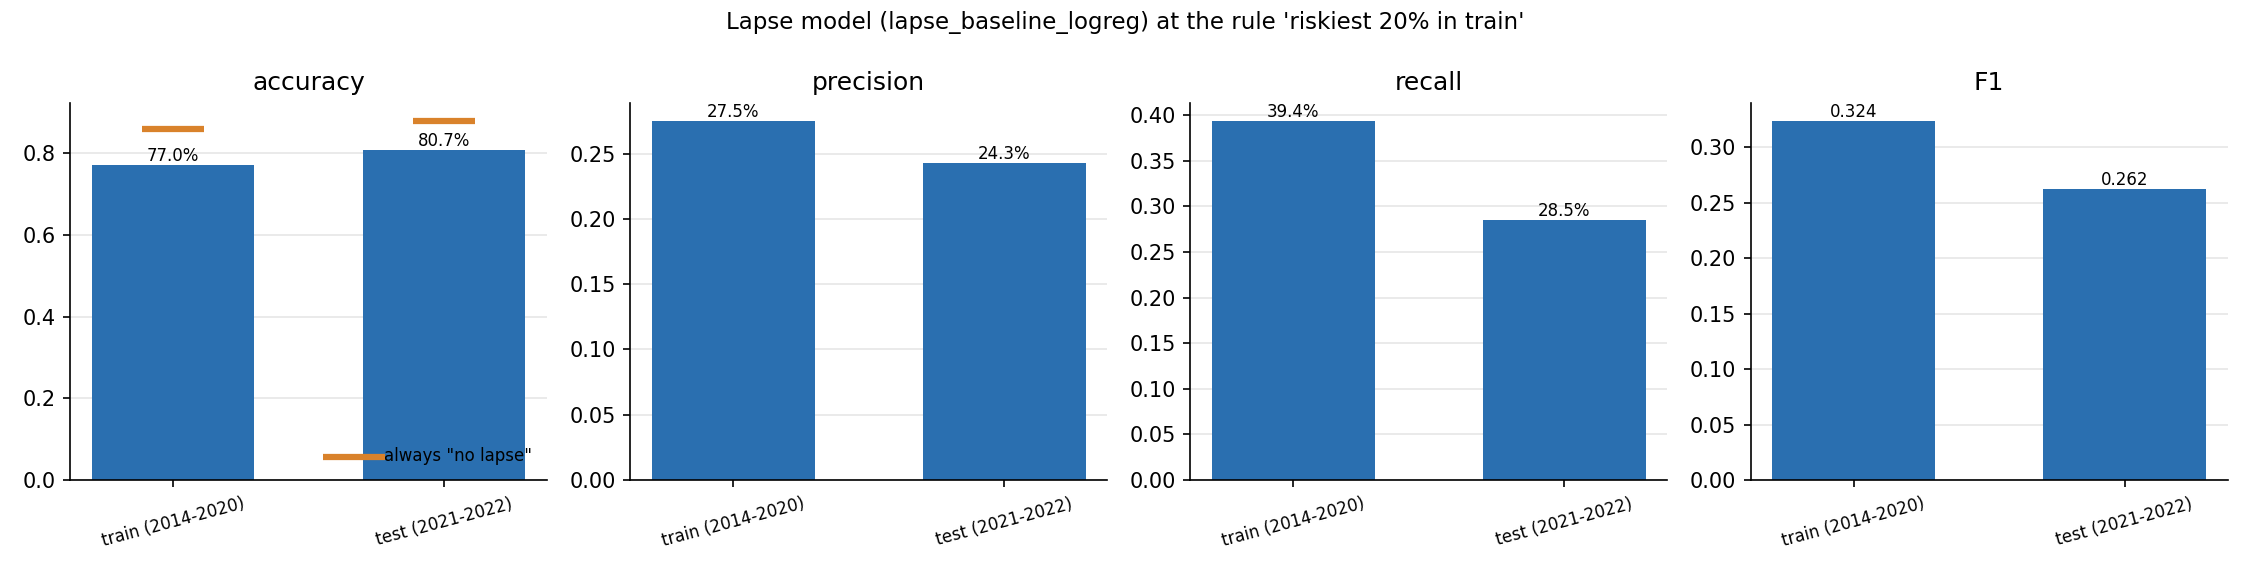 Lapse model (lapse_baseline_logreg) at the rule 'riskiest 20% in train'
accuracy
0.8
0.6
0.4
0.2
0.0
77.0%
80.7%
always "no lapse"
train (2014-2020)
test (2021-2022)
precision
0.25
0.20
0.15
0.10
0.05
0.00
27.5%
24.3%
train (2014-2020)
test (2021-2022)
recall
0.40
0.35
0.30
0.25
0.20
0.15
0.10
0.05
0.00
39.4%
28.5%
train (2014-2020)
test (2021-2022)
F1
0.30
0.25
0.20
0.15
0.10
0.05
0.00
0.324
0.262
train (2014-2020)
test (2021-2022)